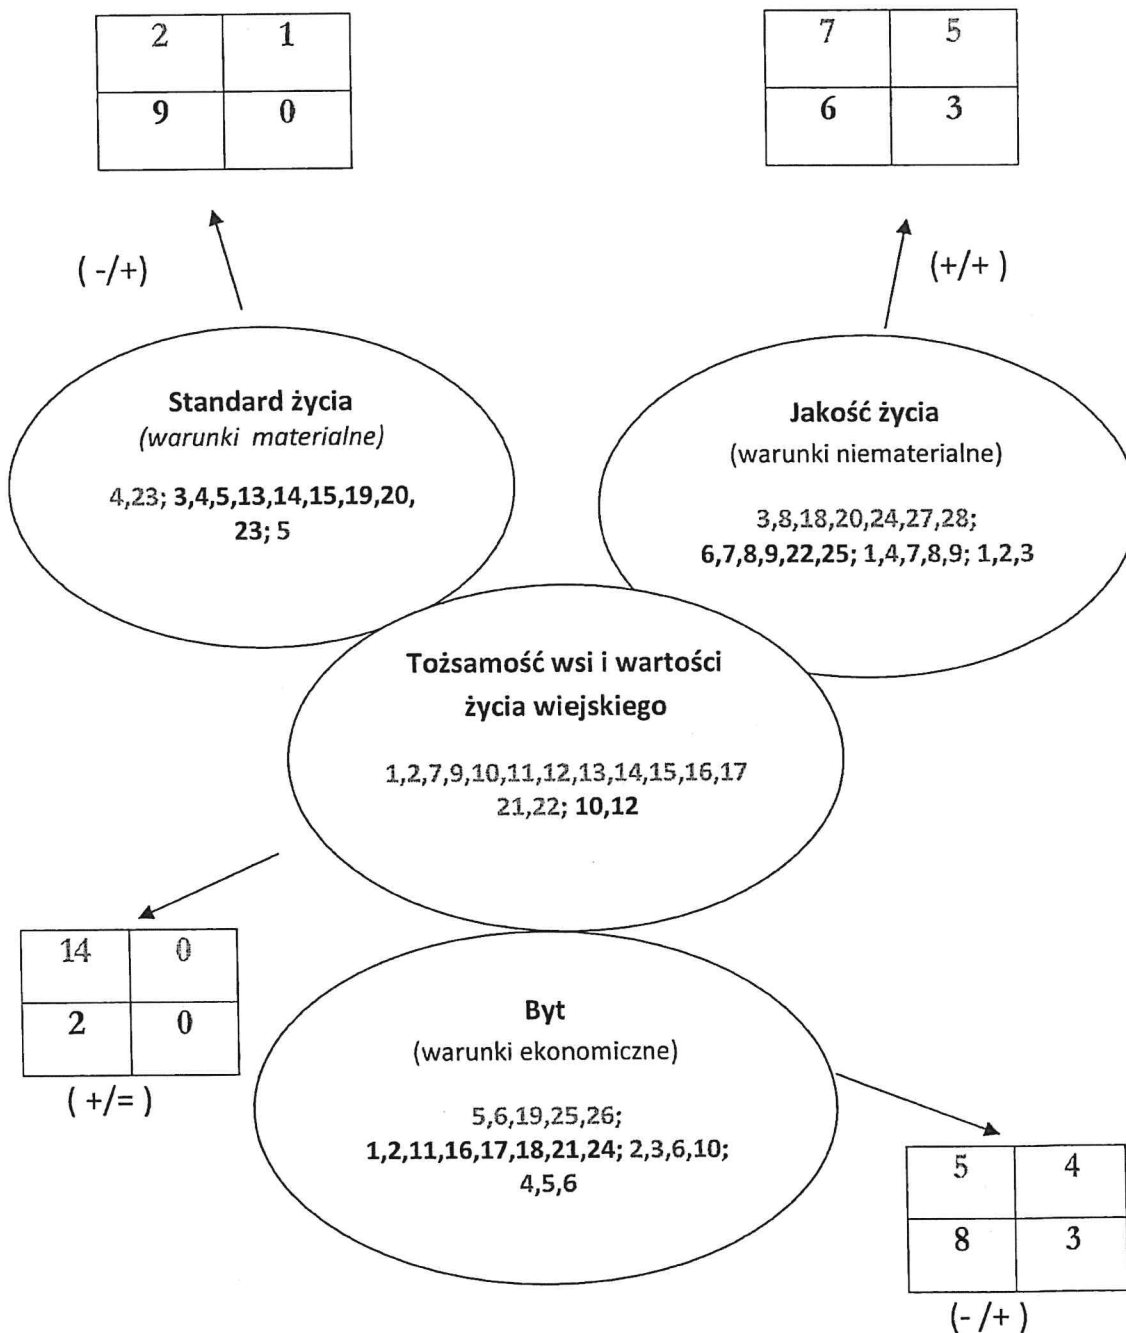 2 1
9 0
7 5
6 3
( -/+)
(+/+ )
Standard życia
(warunki materialne)
4,23; 3,4,5,13,14,15,19,20,
23; 5
Jakość życia
(warunki niematerialne)
3,8,18,20,24,27,28;
6,7,8,9,22,25; 1,4,7,8,9; 1,2,3
Tożsamość wsi i wartości
życia wiejskiego
1,2,7,9,10,11,12,13,14,15,16,17
21,22; 10,12
14 0
2 0
( +/= )
Byt
(warunki ekonomiczne)
5,6,19,25,26;
1,2,11,16,17,18,21,24; 2,3,6,10;
4,5,6
5 4
8 3
(- /+ )